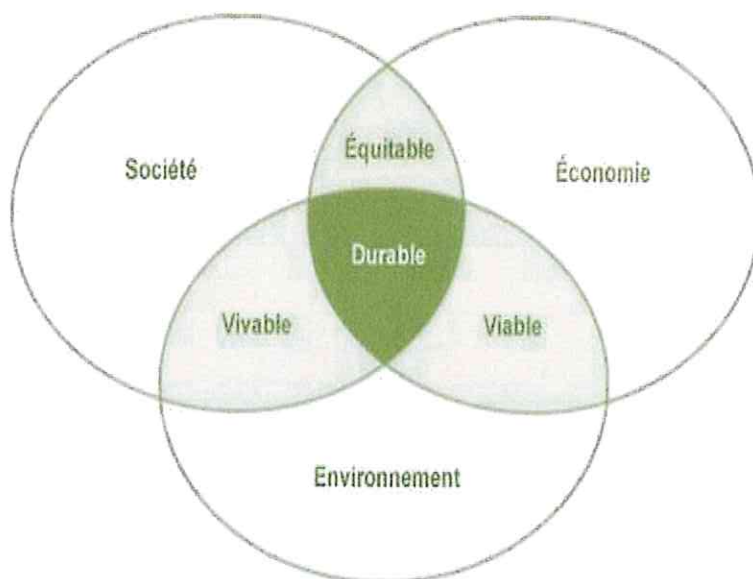 Équitable
Société
Économie
Durable
Vivable
Viable
Environnement